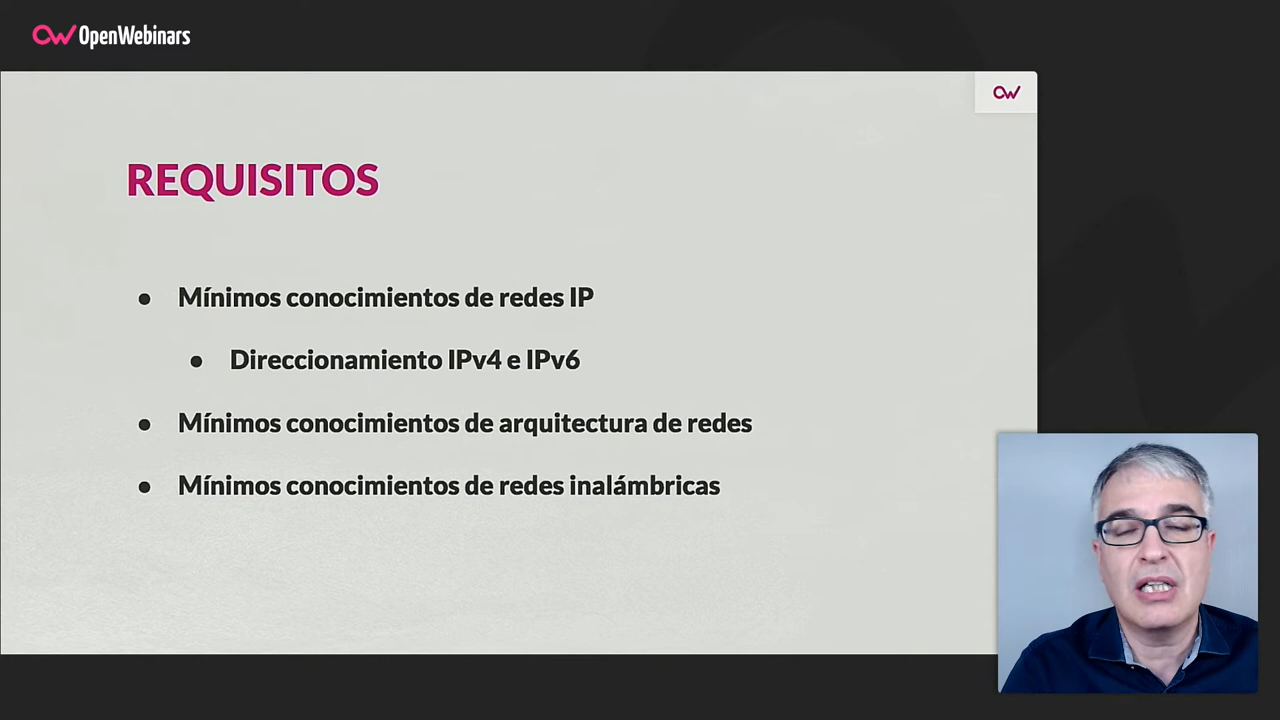 OpenWebinars
REQUISITOS
● Mínimos conocimientos de redes IP
● Direccionamiento IPv4 e IPv6
● Mínimos conocimientos de arquitectura de redes
● Mínimos conocimientos de redes inalámbricas